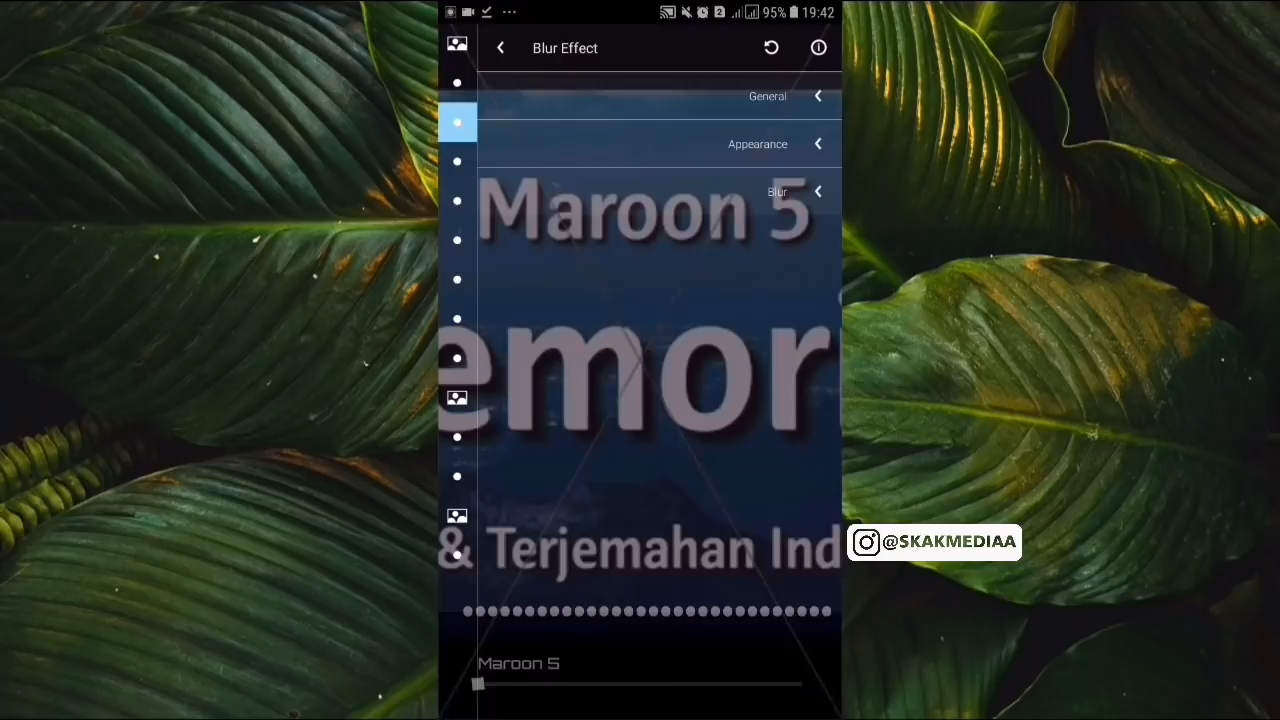 95% 19:42
Blur Effect
General
Appearance
Blur
Maroon 5
emor
& Terjemahan Ind
@SKAKMEDIAA
Maroon 5